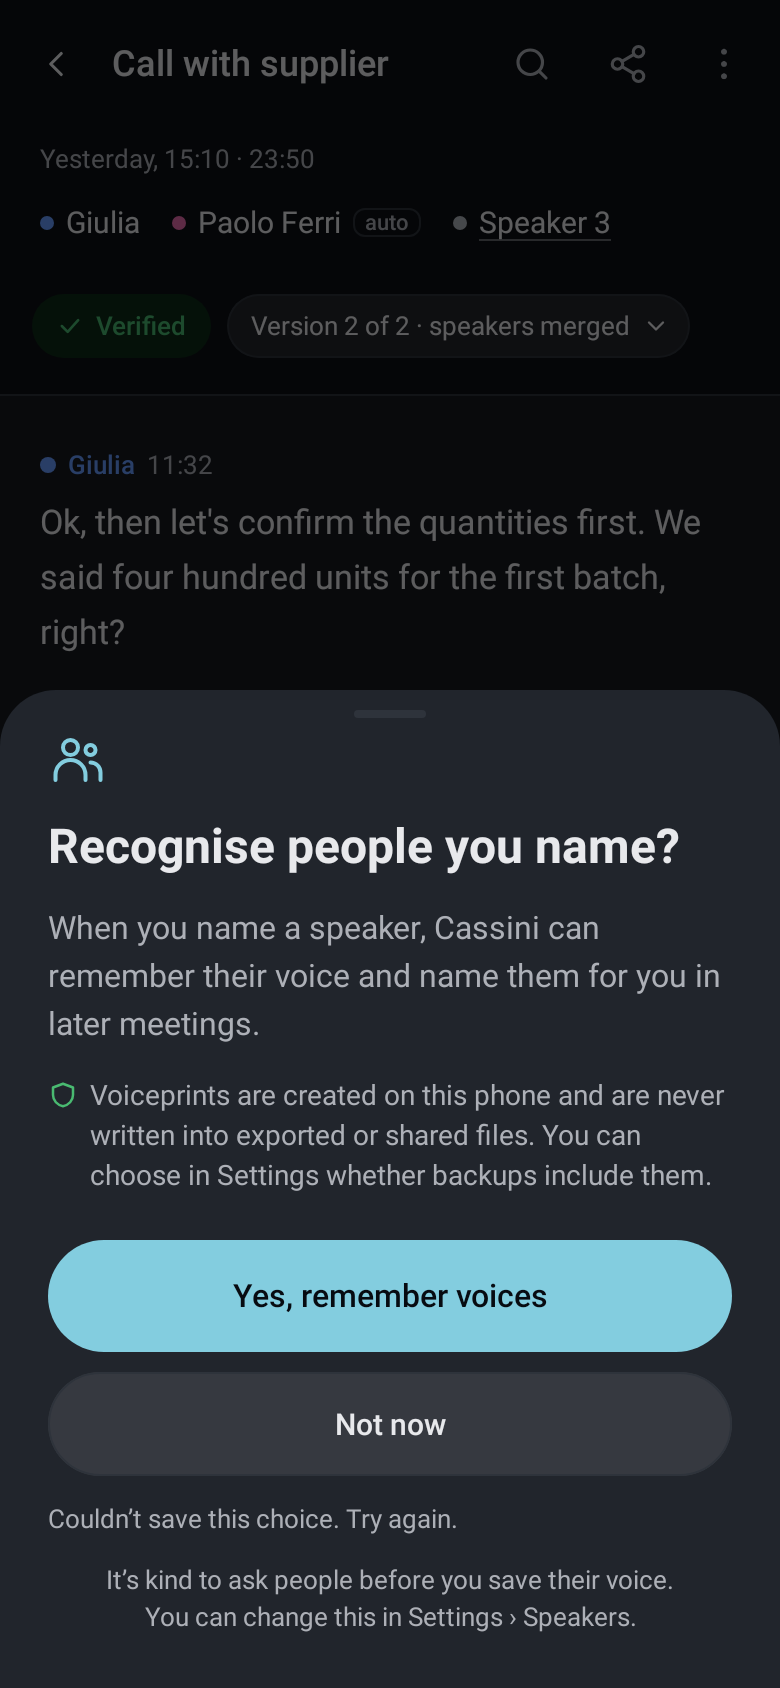 Call with supplier
Yesterday, 15:10 · 23:50
Giulia Paolo Ferri auto Speaker 3
Verified Version 2 of 2 · speakers merged
Giulia 11:32
Ok, then let's confirm the quantities first. We
said four hundred units for the first batch,
right?
Recognise people you name?
When you name a speaker, Cassini can
remember their voice and name them for you in
later meetings.
Voiceprints are created on this phone and are never
written into exported or shared files. You can
choose in Settings whether backups include them.
Yes, remember voices
Not now
Couldn’t save this choice. Try again.
It’s kind to ask people before you save their voice.
You can change this in Settings › Speakers.